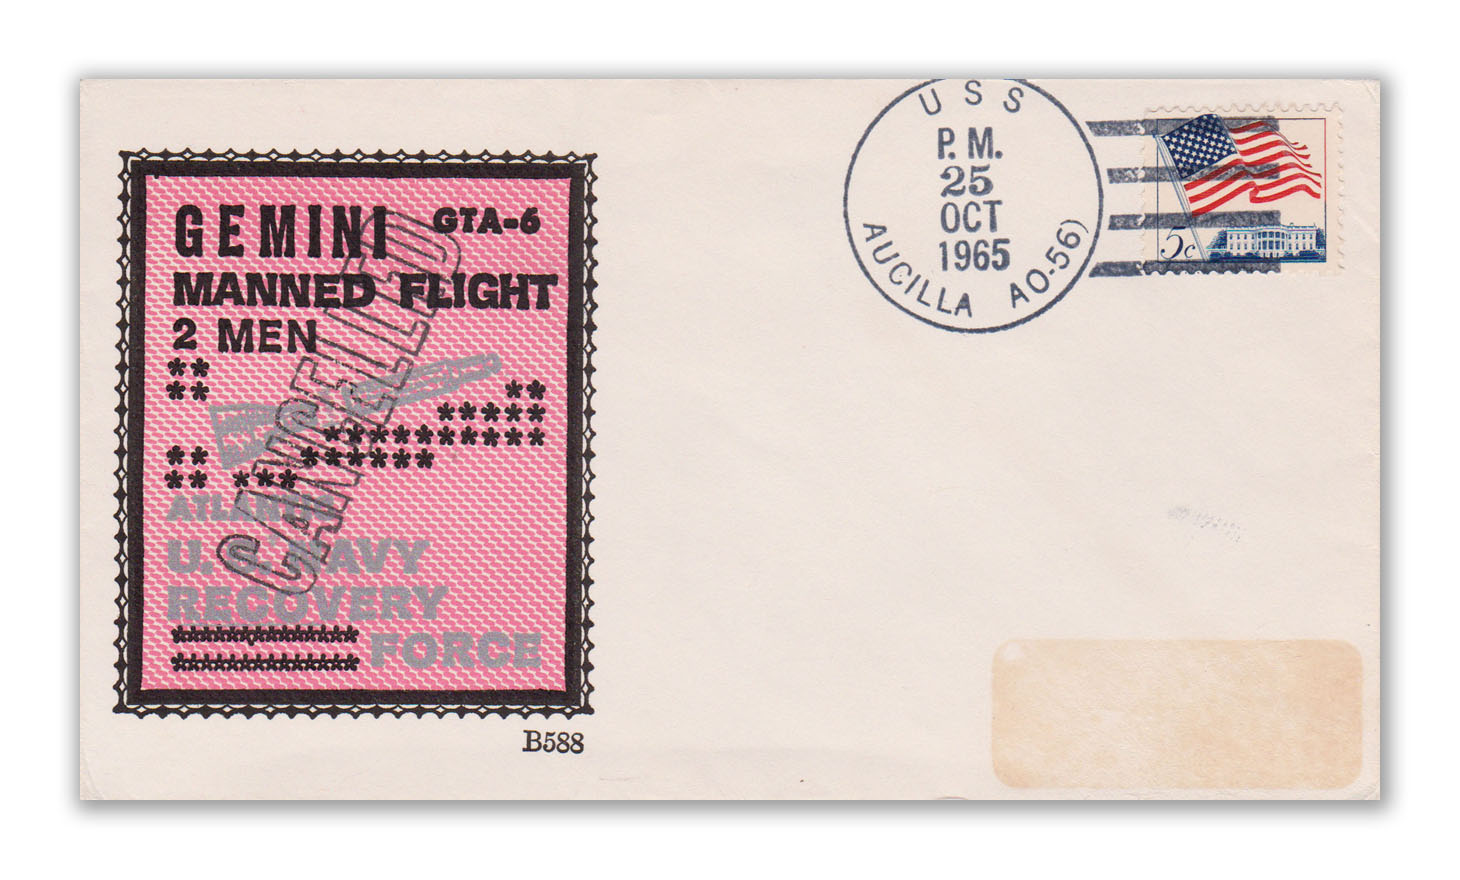 GEMINI GTA-6
MANNED FLIGHT
2 MEN
CANCELLED
ATLANTIC
U.S. NAVY
RECOVERY
FORCE
B588
USS
P.M.
25
OCT
1965
AUCILLA AO-56)
5c